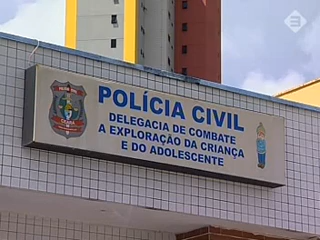 POLÍCIA CIVIL
DELEGACIA DE COMBATE
A EXPLORAÇÃO DA CRIANÇA
E DO ADOLESCENTE